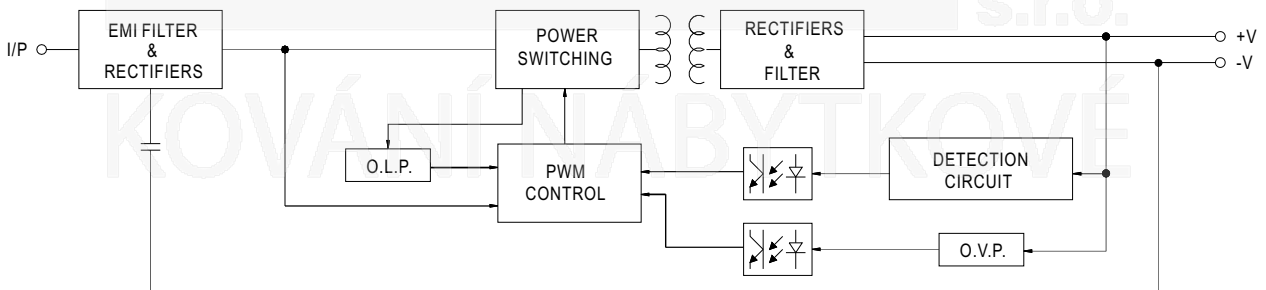 s.r.o.
I/P
EMI FILTER
&
RECTIFIERS
POWER
SWITCHING
RECTIFIERS
&
FILTER
+V
-V
KOVÁNÍ NÁBYTKOVÉ
O.L.P.
PWM
CONTROL
DETECTION
CIRCUIT
O.V.P.